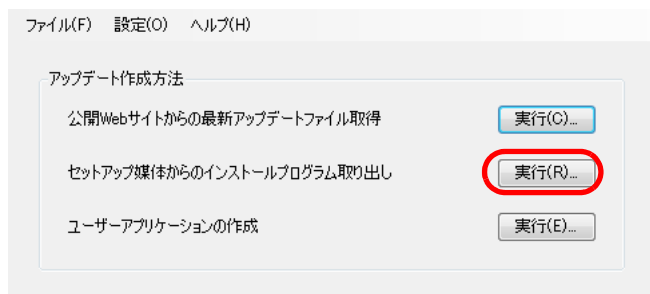 ファイル(F) 設定(O) ヘルプ(H)
アップデート作成方法
公開Webサイトからの最新アップデートファイル取得 実行(C)...
セットアップ媒体からのインストールプログラム取り出し 実行(R)...
ユーザーアプリケーションの作成 実行(E)...